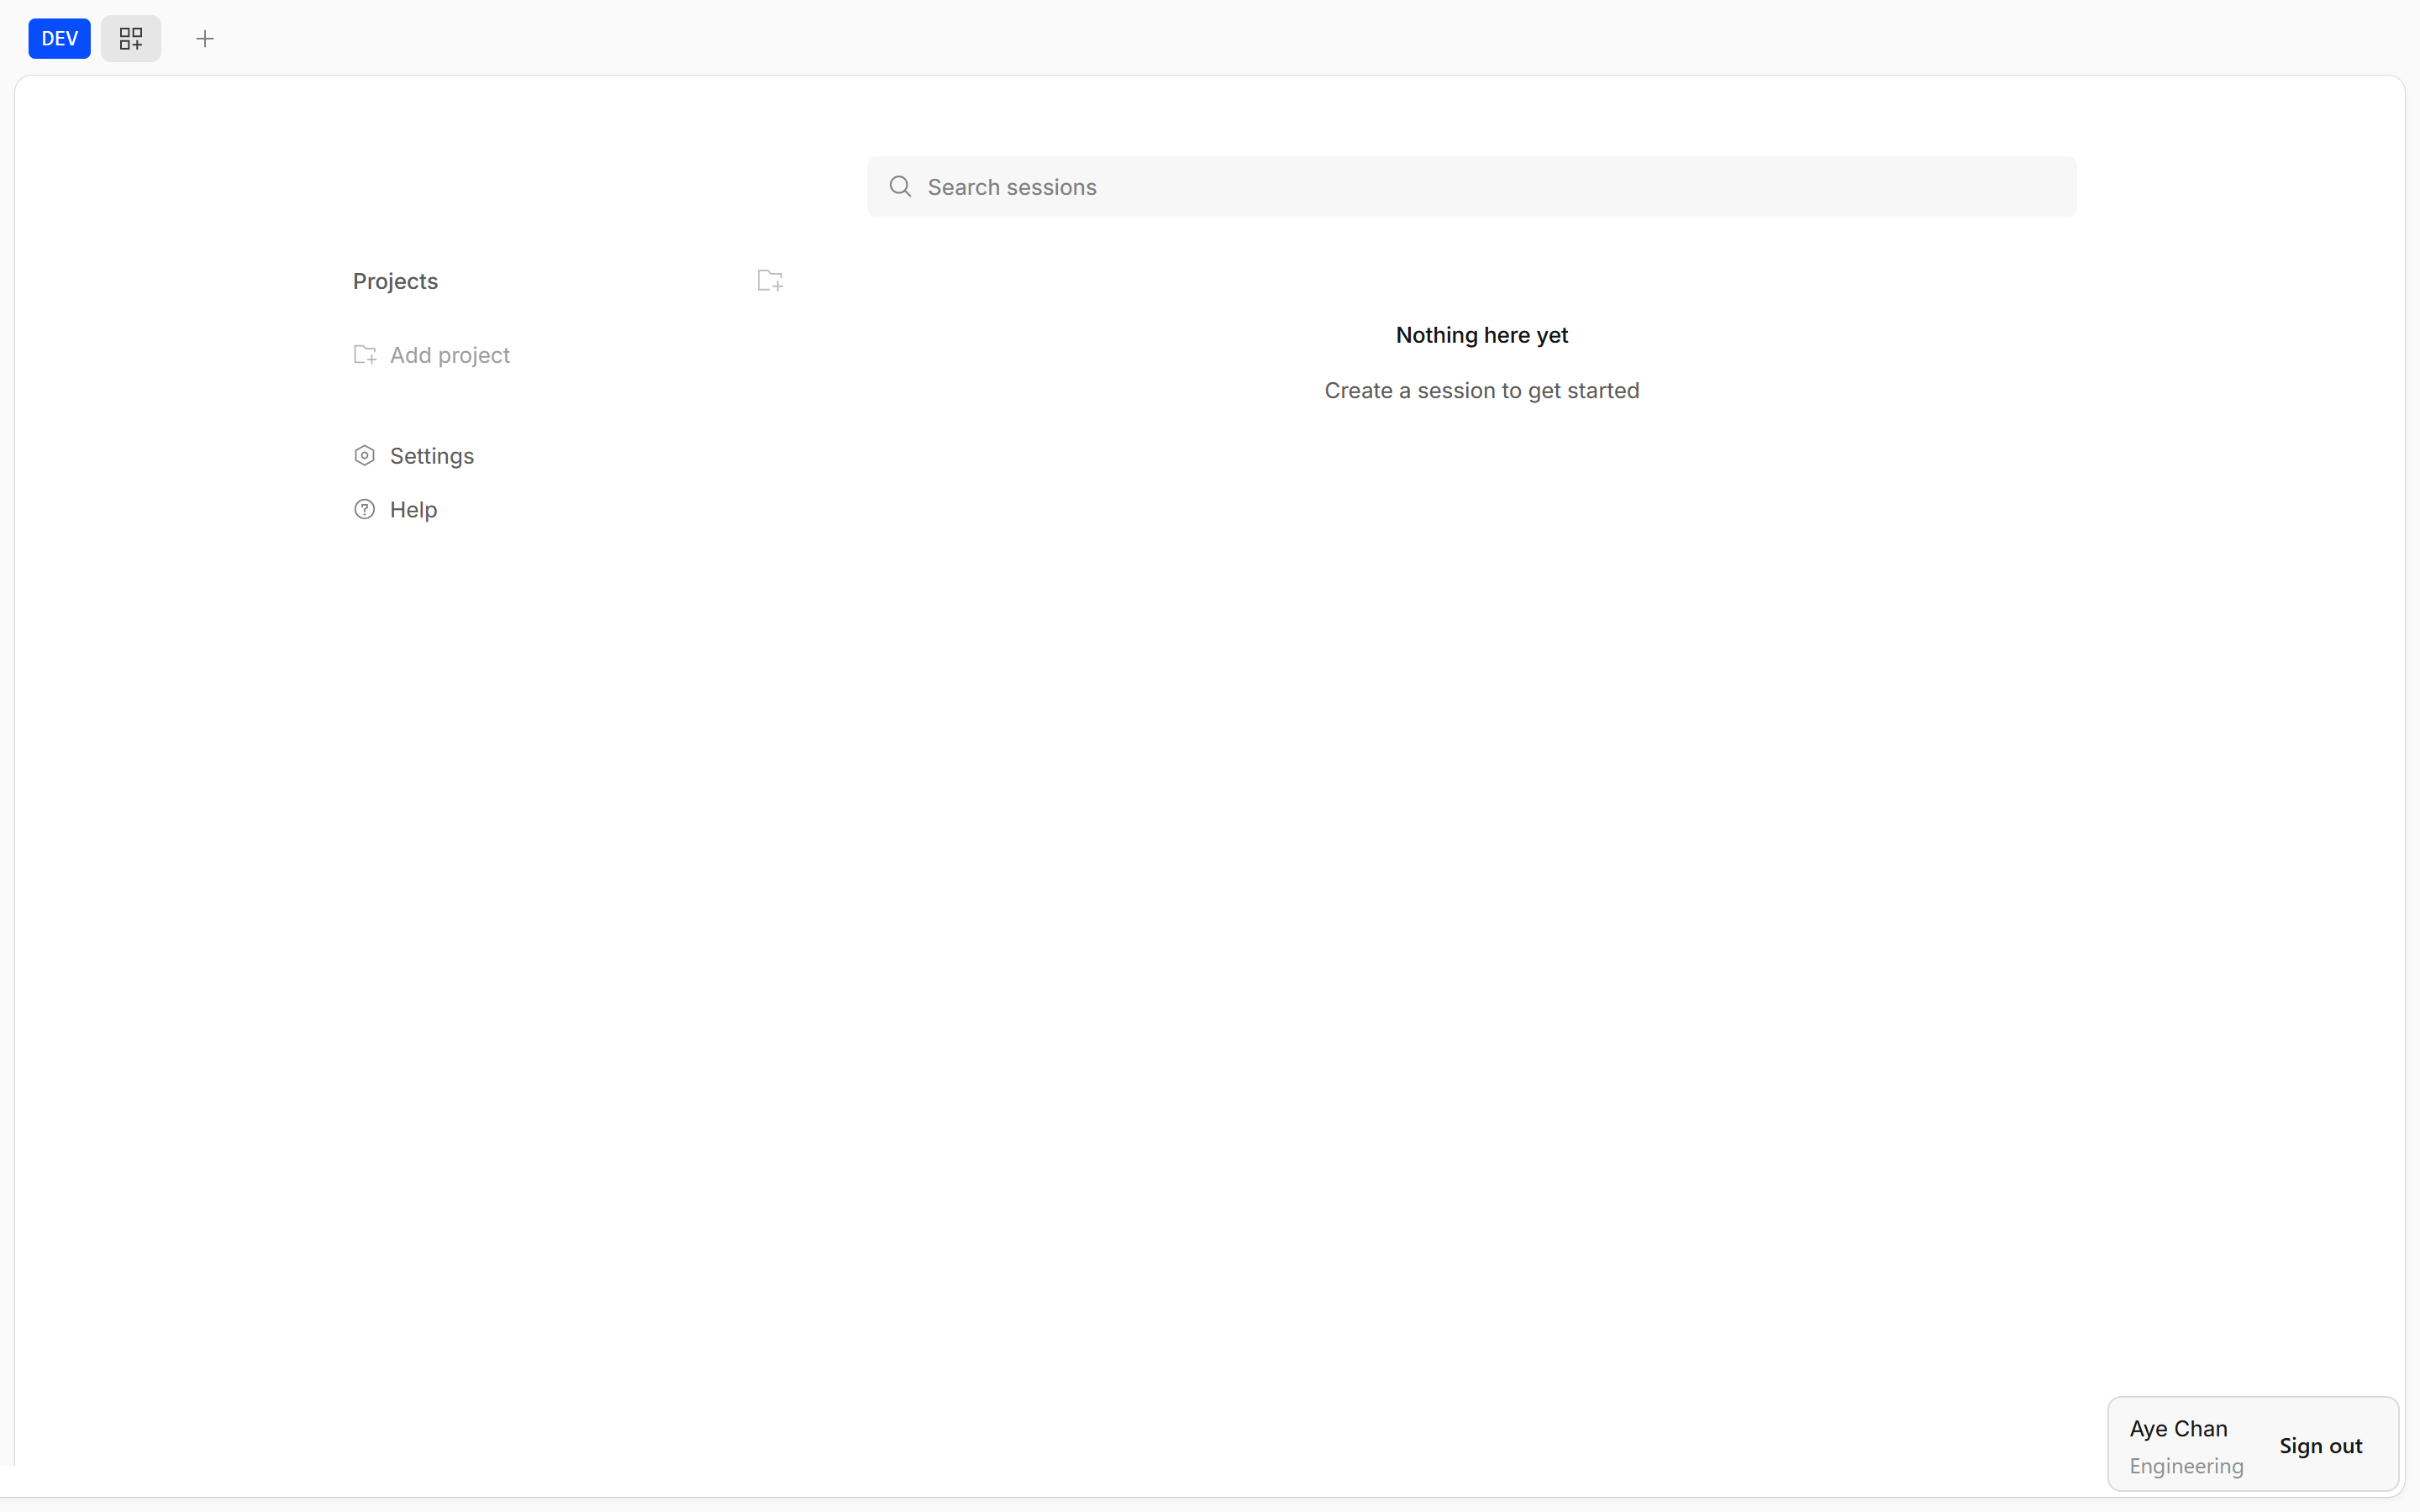 DEV
Search sessions
Projects
Add project
Settings
Help
Nothing here yet
Create a session to get started
Aye Chan
Engineering
Sign out